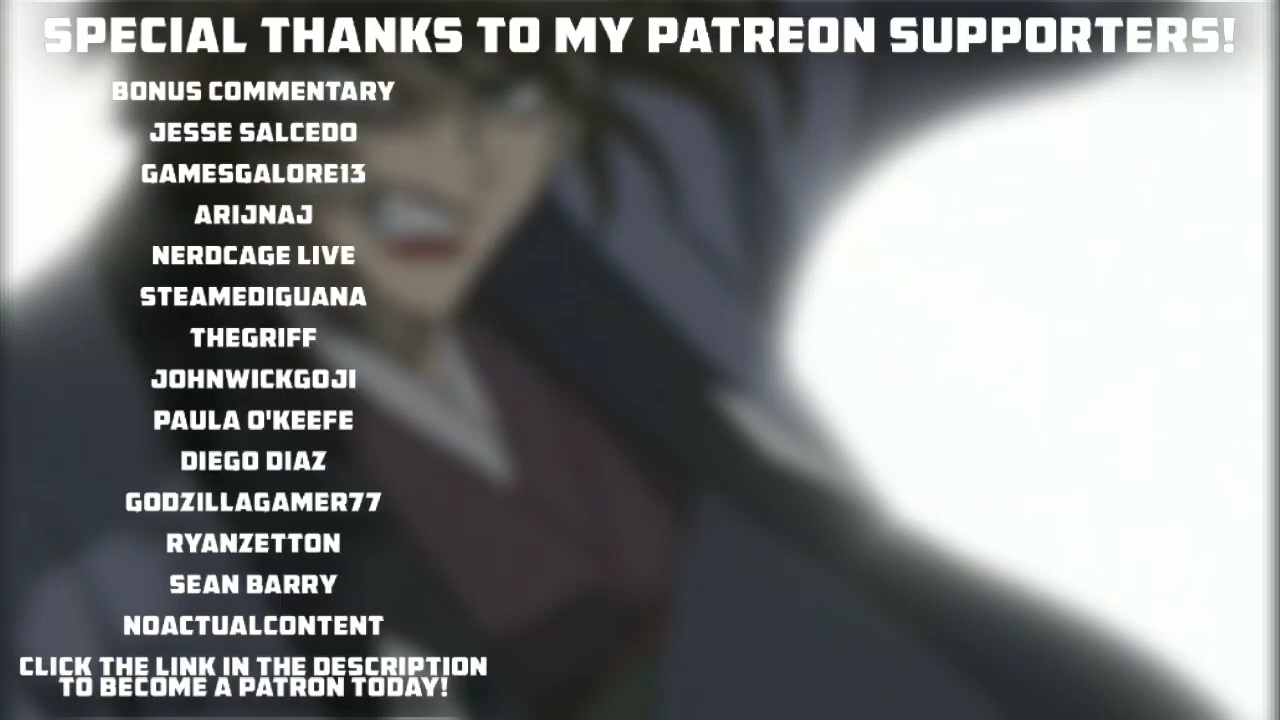 SPECIAL THANKS TO MY PATREON SUPPORTERS!
BONUS COMMENTARY
JESSE SALCEDO
GAMESGALORE13
ARIJNAJ
NERDCAGE LIVE
STEAMEDIGUANA
THEGRIFF
JOHNWICKGOJI
PAULA O'KEEFE
DIEGO DIAZ
GODZILLAGAMER77
RYANZETTON
SEAN BARRY
NOACTUALCONTENT
CLICK THE LINK IN THE DESCRIPTION
TO BECOME A PATRON TODAY!